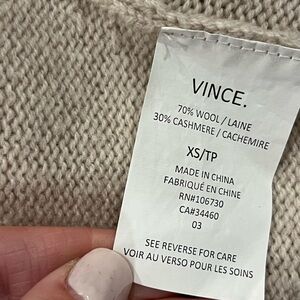 VINCE.
70% WOOL / LAINE
30% CASHMERE / CACHEMIRE
XS/TP
MADE IN CHINA
FABRIQUÉ EN CHINE
RN#106730
CA#34460
03
SEE REVERSE FOR CARE
VOIR AU VERSO POUR LES SOINS